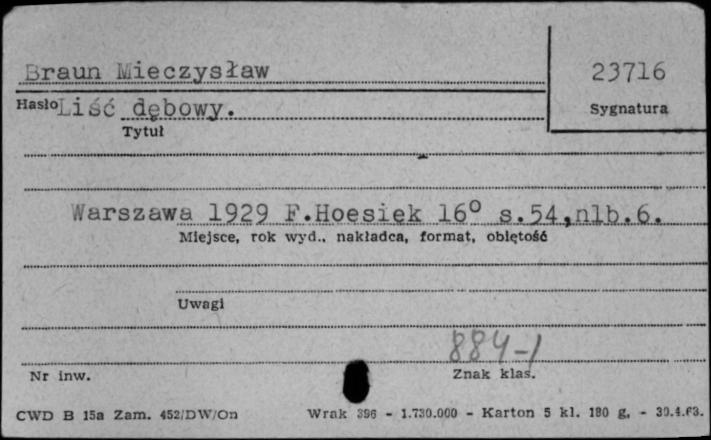 Braun Mieczysław
23716
Hasło Liść dębowy.
Sygnatura
Tytuł
Warszawa 1929 F.Hoesiek 16° s.54,nlb.6.
Miejsce, rok wyd., nakładca, format, objętość
Uwagi
884-1
Nr inw.
Znak klas.
CWD B 15a Zam. 452/DW/On Wrak 396 - 1.730.000 - Karton 5 kl. 180 g. - 30.4.63.